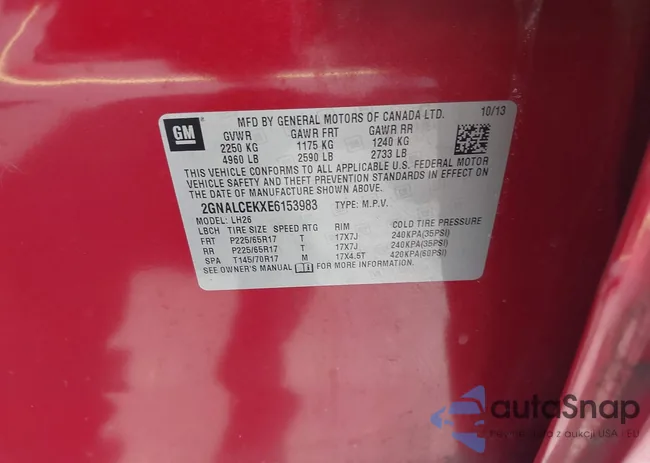 GM
MFD BY GENERAL MOTORS OF CANADA LTD. 10/13
GVWR GAWR FRT GAWR RR
2250 KG 1175 KG 1240 KG
4960 LB 2590 LB 2733 LB
THIS VEHICLE CONFORMS TO ALL APPLICABLE U.S. FEDERAL MOTOR
VEHICLE SAFETY AND THEFT PREVENTION STANDARDS IN EFFECT ON
THE DATE OF MANUFACTURE SHOWN ABOVE.
2GNALCEKXE6153983 TYPE: M.P.V.
MODEL: LH26
LBCH TIRE SIZE SPEED RTG RIM COLD TIRE PRESSURE
FRT P225/65R17 T 17X7J 240KPA(35PSI)
RR P225/65R17 T 17X7J 240KPA(35PSI)
SPA T145/70R17 M 17X4.5T 420KPA(60PSI)
SEE OWNER'S MANUAL FOR MORE INFORMATION.
autoSnap
z aukcji USA EU